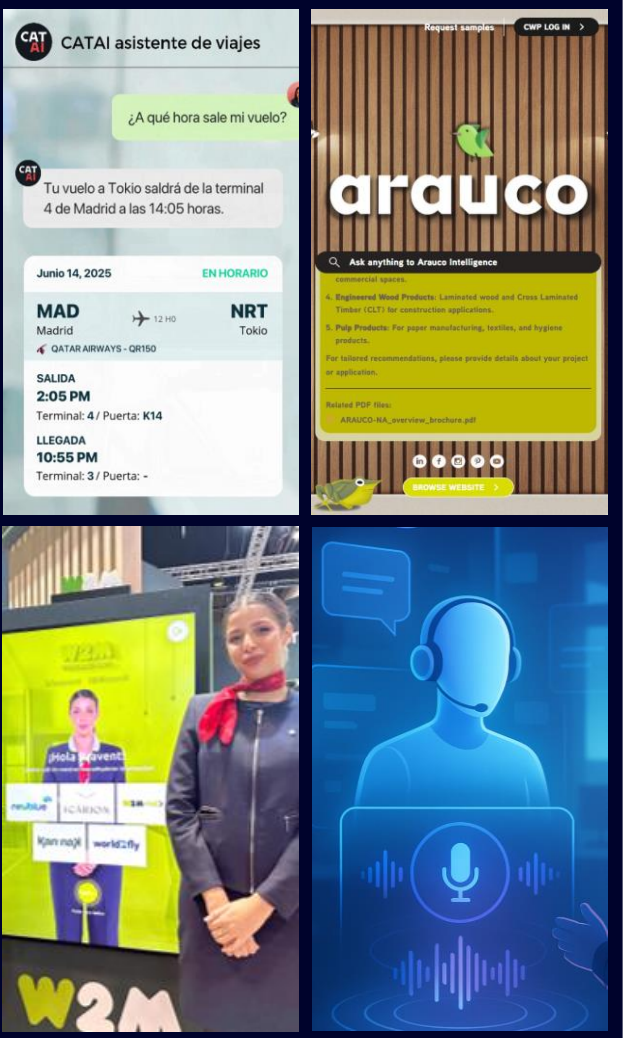 CAT
AI
CATAI asistente de viajes
¿A qué hora sale mi vuelo?
CAT
AI
Tu vuelo a Tokio saldrá de la terminal
4 de Madrid a las 14:05 horas.
Junio 14, 2025 EN HORARIO
MAD 12 H0 NRT
Madrid Tokio
QATAR AIRWAYS - QR150
SALIDA
2:05 PM
Terminal: 4 / Puerta: K14
LLEGADA
10:55 PM
Terminal: 3 / Puerta: -
Request samples CWP LOG IN >
arauco
Ask anything to Arauco Intelligence
commercial spaces.
4. Engineered Wood Products: Laminated wood and Cross Laminated
Timber (CLT) for construction applications.
5. Pulp Products: For paper manufacturing, textiles, and hygiene
products.
For tailored recommendations, please provide details about your project
or application.
Related PDF files:
ARAUCO-NA_overview_brochure.pdf
BROWSE WEBSITE >
W2M
W2M
¡Hola
newblue ICARION W2M
kannak world2fly
W2M